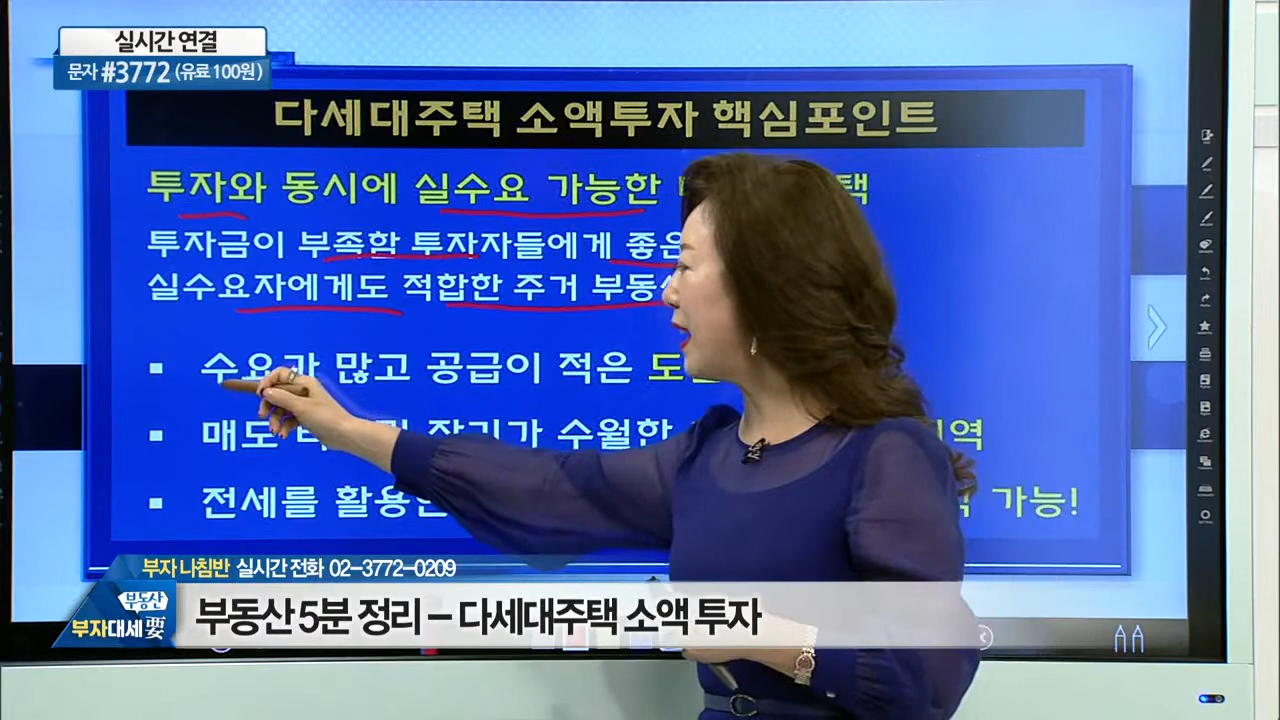 실시간 연결
문자 #3772 (유료 100원)
다세대주택 소액투자 핵심포인트
투자와 동시에 실수요 가능한
투자금이 부족한 투자자들에게 좋은
실수요자에게도 적합한 주거 부동산
▪ 수요가 많고 공급이 적은
▪ 매도 수월한
▪ 전세를 활용한 가능!
부자 나침반 실시간 전화 02-3772-0209
부동산
부자대세 要
부동산 5분 정리 - 다세대주택 소액 투자